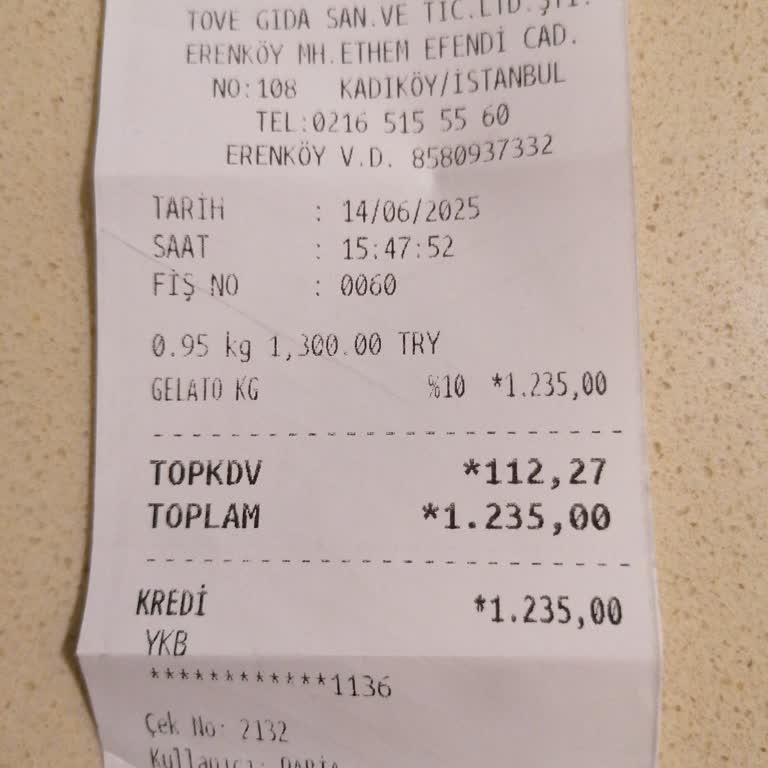 TOVE GIDA SAN.VE TİC.LTD.ŞTİ.
ERENKÖY MH.ETHEM EFENDİ CAD.
NO:108 KADIKÖY/İSTANBUL
TEL:0216 515 55 60
ERENKÖY V.D. 8580937332
TARİH : 14/06/2025
SAAT : 15:47:52
FİŞ NO : 0060
0.95 kg 1,300.00 TRY
GELATO KG %10 *1.235,00
TOPKDV *112,27
TOPLAM *1.235,00
KREDİ *1.235,00
YKB
************1136
Çek No: 2132
Kullanıcı: